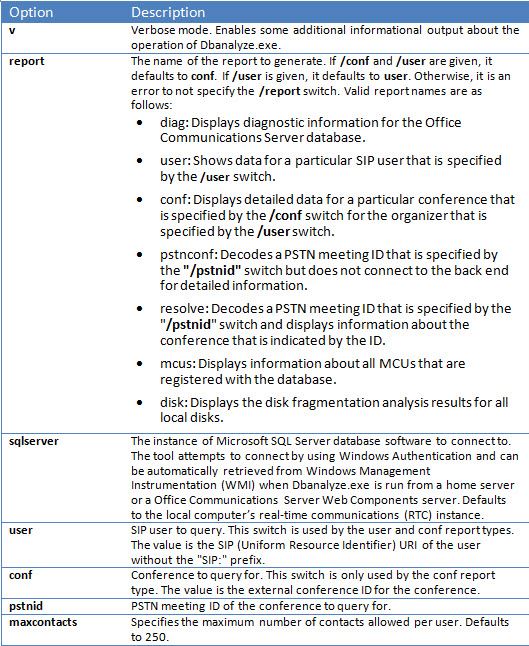 Option Description
v Verbose mode. Enables some additional informational output about the
operation of Dbanalyze.exe.
report The name of the report to generate. If /conf and /user are given, it
defaults to conf. If /user is given, it defaults to user. Otherwise, it is an
error to not specify the /report switch. Valid report names are as
follows:
• diag: Displays diagnostic information for the Office
Communications Server database.
• user: Shows data for a particular SIP user that is specified
by the /user switch.
• conf: Displays detailed data for a particular conference that
is specified by the /conf switch for the organizer that is
specified by the /user switch.
• pstnconf: Decodes a PSTN meeting ID that is specified by
the "/pstnid" switch but does not connect to the back end
for detailed information.
• resolve: Decodes a PSTN meeting ID that is specified by the
"/pstnid" switch and displays information about the
conference that is indicated by the ID.
• mcus: Displays information about all MCUs that are
registered with the database.
• disk: Displays the disk fragmentation analysis results for all
local disks.
sqlserver The instance of Microsoft SQL Server database software to connect to.
The tool attempts to connect by using Windows Authentication and can
be automatically retrieved from Windows Management
Instrumentation (WMI) when Dbanalyze.exe is run from a home server
or a Office Communications Server Web Components server. Defaults
to the local computer's real-time communications (RTC) instance.
user SIP user to query. This switch is used by the user and conf report types.
The value is the SIP (Uniform Resource Identifier) URI of the user
without the "SIP:" prefix.
conf Conference to query for. This switch is only used by the conf report
type. The value is the external conference ID for the conference.
pstnid PSTN meeting ID of the conference to query for.
maxcontacts Specifies the maximum number of contacts allowed per user. Defaults
to 250.